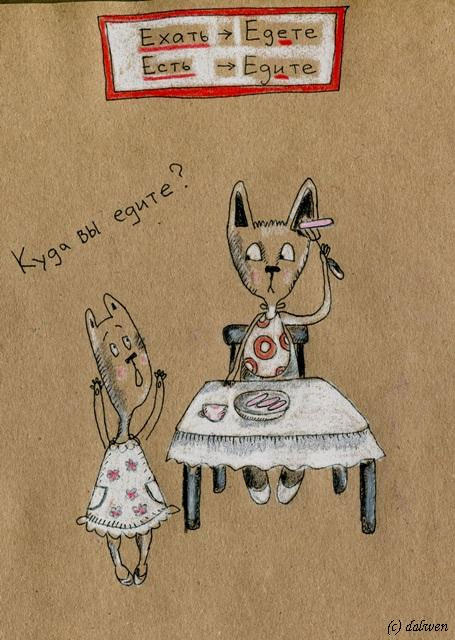 Ехать → Едете
Есть → Едите
Куда вы едите?
(c) dalwen